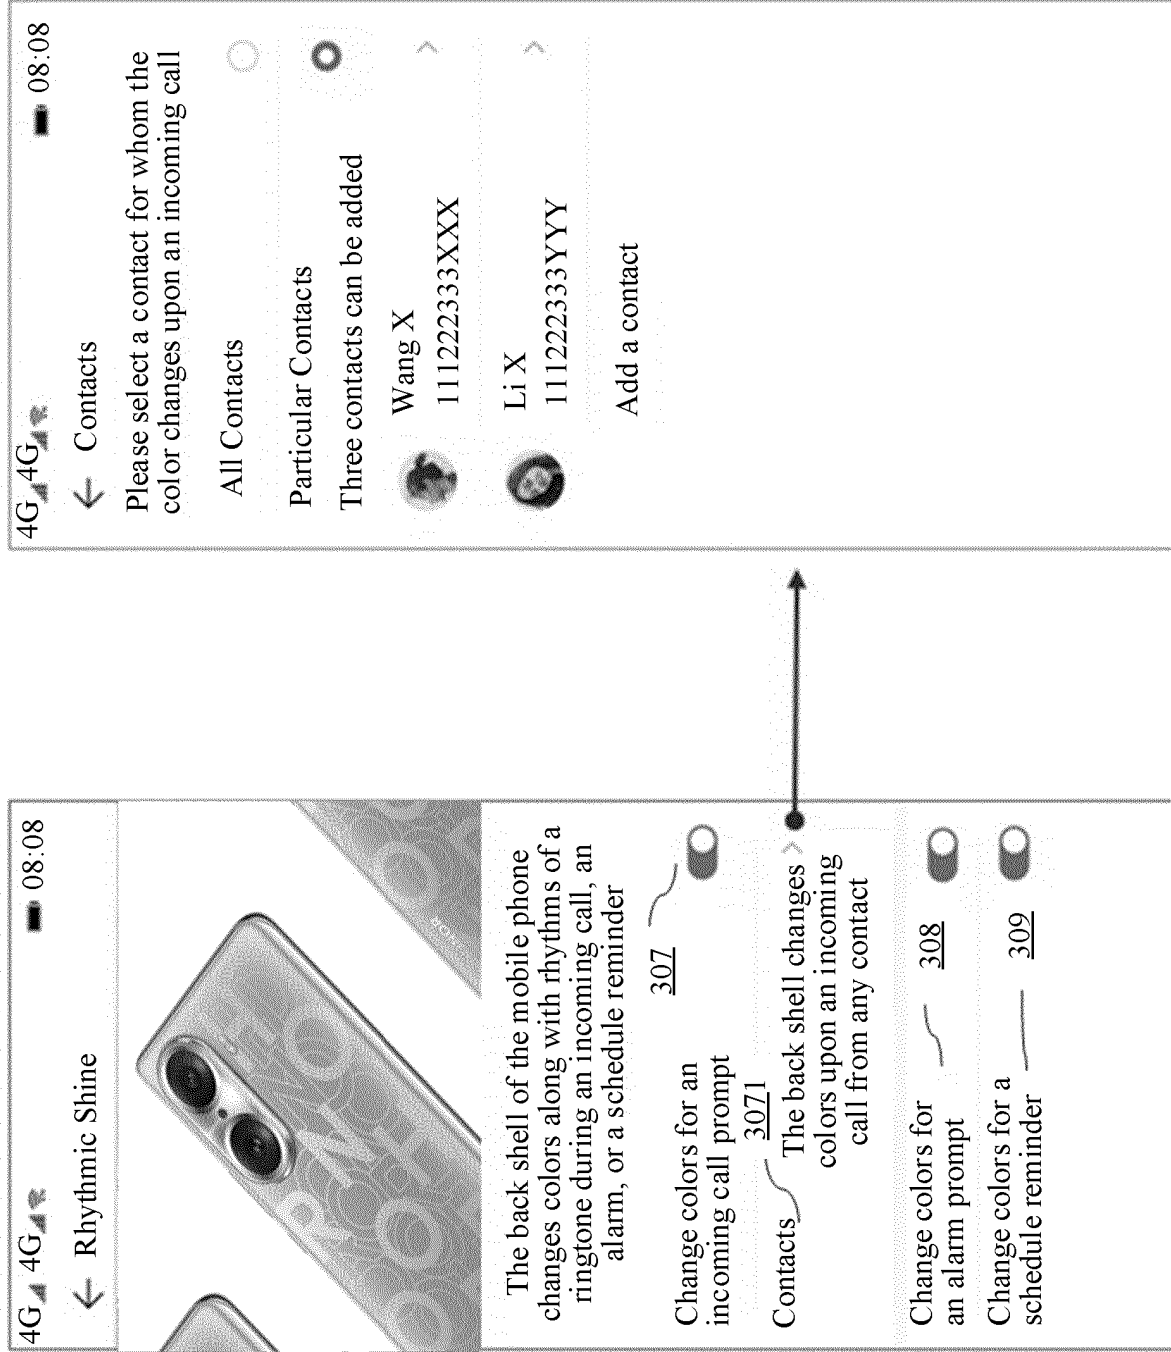 4G 4G 08:08
← Rhythmic Shine
The back shell of the mobile phone
changes colors along with rhythms of a
ringtone during an incoming call, an
alarm, or a schedule reminder
307
Change colors for an
incoming call prompt
3071
Contacts
The back shell changes
colors upon an incoming
call from any contact
Change colors for
an alarm prompt
308
Change colors for a
schedule reminder
309
4G 4G 08:08
← Contacts
Please select a contact for whom the
color changes upon an incoming call
All Contacts
Particular Contacts
Three contacts can be added
Wang X
111222333XXX
Li X
111222333YYY
Add a contact